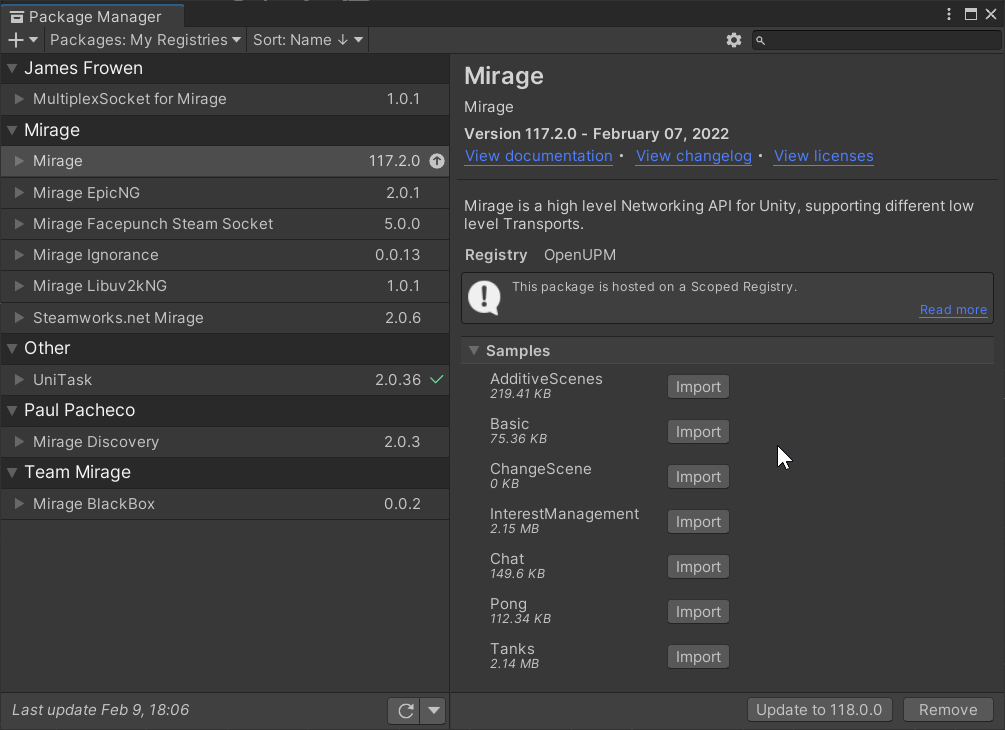 Package Manager
Packages: My Registries Sort: Name ↓
James Frowen
MultiplexSocket for Mirage 1.0.1
Mirage
Mirage 117.2.0
Mirage EpicNG 2.0.1
Mirage Facepunch Steam Socket 5.0.0
Mirage Ignorance 0.0.13
Mirage Libuv2kNG 1.0.1
Steamworks.net Mirage 2.0.6
Other
UniTask 2.0.36
Paul Pacheco
Mirage Discovery 2.0.3
Team Mirage
Mirage BlackBox 0.0.2
Last update Feb 9, 18:06
Mirage
Mirage
Version 117.2.0 - February 07, 2022
View documentation • View changelog • View licenses
Mirage is a high level Networking API for Unity, supporting different low
level Transports.
Registry OpenUPM
This package is hosted on a Scoped Registry.
Read more
Samples
AdditiveScenes Import
219.41 KB
Basic Import
75.36 KB
ChangeScene Import
0 KB
InterestManagement Import
2.15 MB
Chat Import
149.6 KB
Pong Import
112.34 KB
Tanks Import
2.14 MB
Update to 118.0.0 Remove